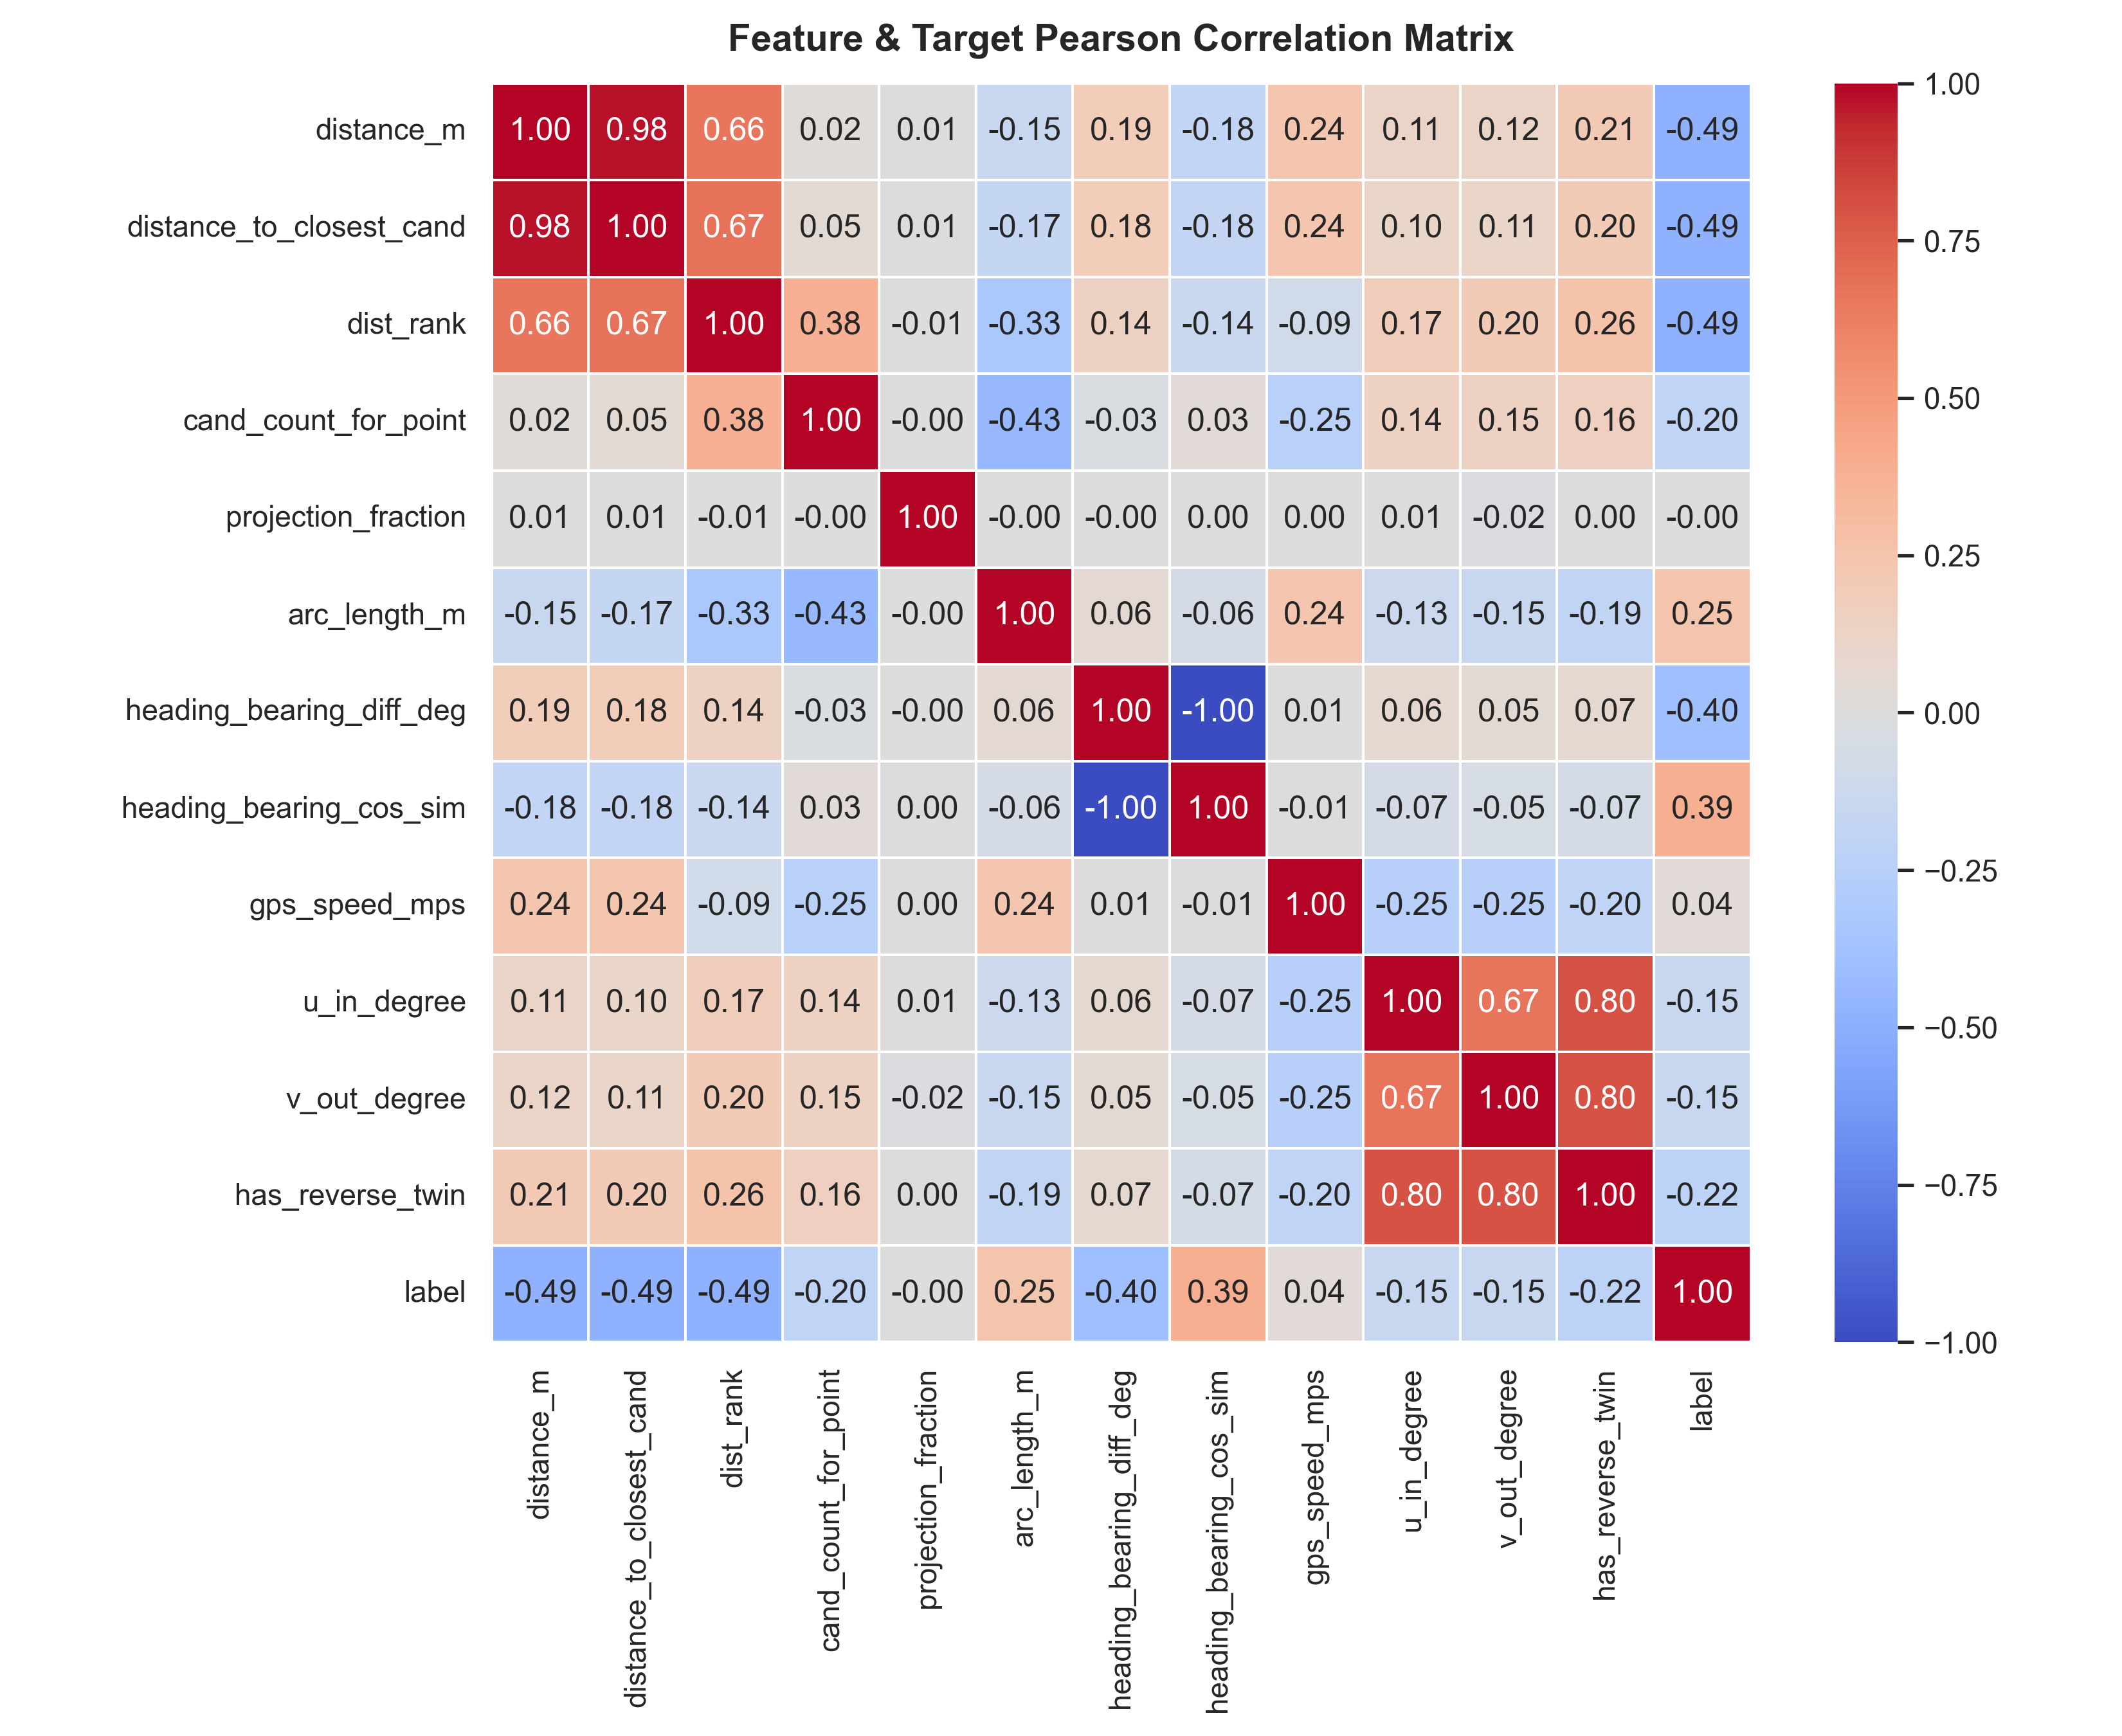 Feature & Target Pearson Correlation Matrix
distance_m 1.00 0.98 0.66 0.02 0.01 -0.15 0.19 -0.18 0.24 0.11 0.12 0.21 -0.49
distance_to_closest_cand 0.98 1.00 0.67 0.05 0.01 -0.17 0.18 -0.18 0.24 0.10 0.11 0.20 -0.49
dist_rank 0.66 0.67 1.00 0.38 -0.01 -0.33 0.14 -0.14 -0.09 0.17 0.20 0.26 -0.49
cand_count_for_point 0.02 0.05 0.38 1.00 -0.00 -0.43 -0.03 0.03 -0.25 0.14 0.15 0.16 -0.20
projection_fraction 0.01 0.01 -0.01 -0.00 1.00 -0.00 -0.00 0.00 0.00 0.01 -0.02 0.00 -0.00
arc_length_m -0.15 -0.17 -0.33 -0.43 -0.00 1.00 0.06 -0.06 0.24 -0.13 -0.15 -0.19 0.25
heading_bearing_diff_deg 0.19 0.18 0.14 -0.03 -0.00 0.06 1.00 -1.00 0.01 0.06 0.05 0.07 -0.40
heading_bearing_cos_sim -0.18 -0.18 -0.14 0.03 0.00 -0.06 -1.00 1.00 -0.01 -0.07 -0.05 -0.07 0.39
gps_speed_mps 0.24 0.24 -0.09 -0.25 0.00 0.24 0.01 -0.01 1.00 -0.25 -0.25 -0.20 0.04
u_in_degree 0.11 0.10 0.17 0.14 0.01 -0.13 0.06 -0.07 -0.25 1.00 0.67 0.80 -0.15
v_out_degree 0.12 0.11 0.20 0.15 -0.02 -0.15 0.05 -0.05 -0.25 0.67 1.00 0.80 -0.15
has_reverse_twin 0.21 0.20 0.26 0.16 0.00 -0.19 0.07 -0.07 -0.20 0.80 0.80 1.00 -0.22
label -0.49 -0.49 -0.49 -0.20 -0.00 0.25 -0.40 0.39 0.04 -0.15 -0.15 -0.22 1.00
distance_m
distance_to_closest_cand
dist_rank
cand_count_for_point
projection_fraction
arc_length_m
heading_bearing_diff_deg
heading_bearing_cos_sim
gps_speed_mps
u_in_degree
v_out_degree
has_reverse_twin
label
1.00
0.75
0.50
0.25
0.00
−0.25
−0.50
−0.75
−1.00